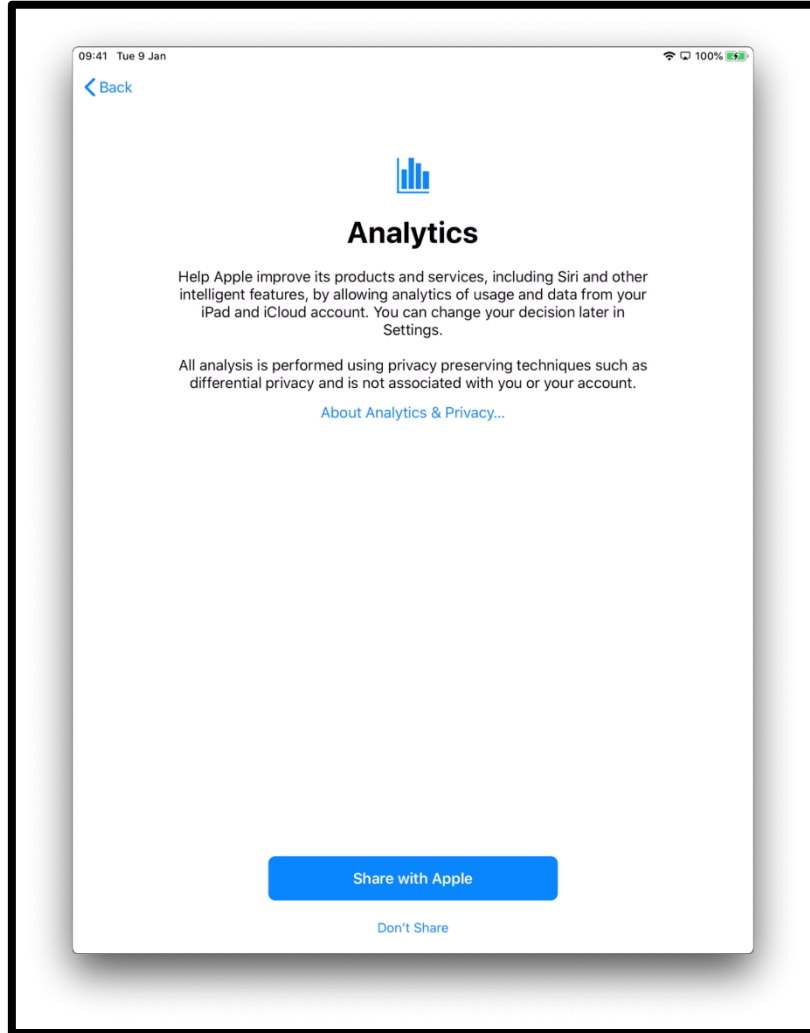 09:41 Tue 9 Jan
100%
Back
Analytics
Help Apple improve its products and services, including Siri and other
intelligent features, by allowing analytics of usage and data from your
iPad and iCloud account. You can change your decision later in
Settings.
All analysis is performed using privacy preserving techniques such as
differential privacy and is not associated with you or your account.
About Analytics & Privacy...
Share with Apple
Don’t Share